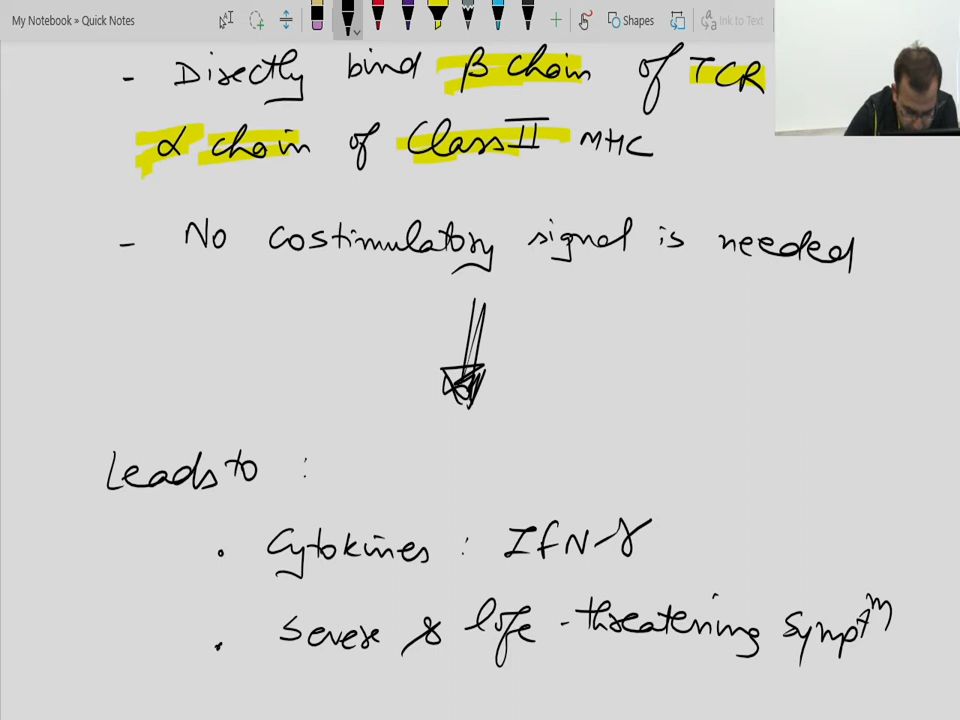 My Notebook » Quick Notes
Shapes
Ink to Text
- Directly bind β chain of TCR
α chain of Class II MHC
- No costimulatory signal is needed
Leads to :
• Cytokines : IFN-γ
• Severe & life-threatening symptm